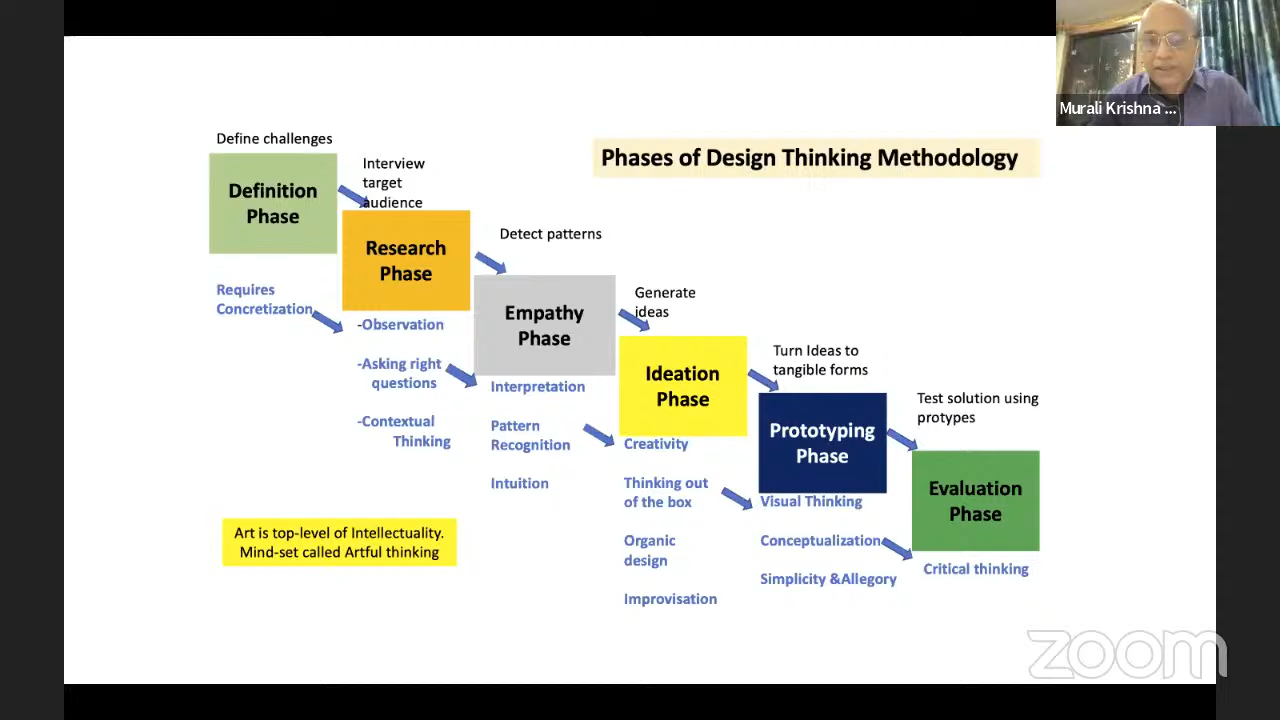 Murali Krishna ...
Phases of Design Thinking Methodology
Define challenges
Definition
Phase
Requires
Concretization
Interview
target
audience
Research
Phase
-Observation
-Asking right
questions
-Contextual
Thinking
Detect patterns
Empathy
Phase
Interpretation
Pattern
Recognition
Intuition
Generate
ideas
Ideation
Phase
Creativity
Thinking out
of the box
Organic
design
Improvisation
Turn Ideas to
tangible forms
Prototyping
Phase
Visual Thinking
Conceptualization
Simplicity &Allegory
Test solution using
protypes
Evaluation
Phase
Critical thinking
Art is top-level of Intellectuality.
Mind-set called Artful thinking
zoom